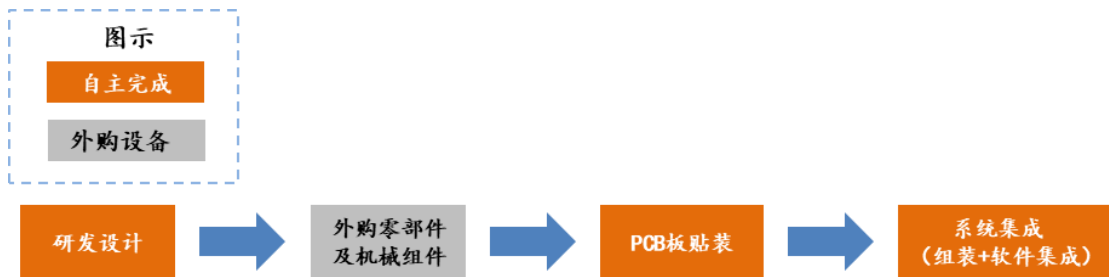 图示
自主完成
外购设备
研发设计
外购零部件
及机械组件
PCB板贴装
系统集成
（组装+软件集成）